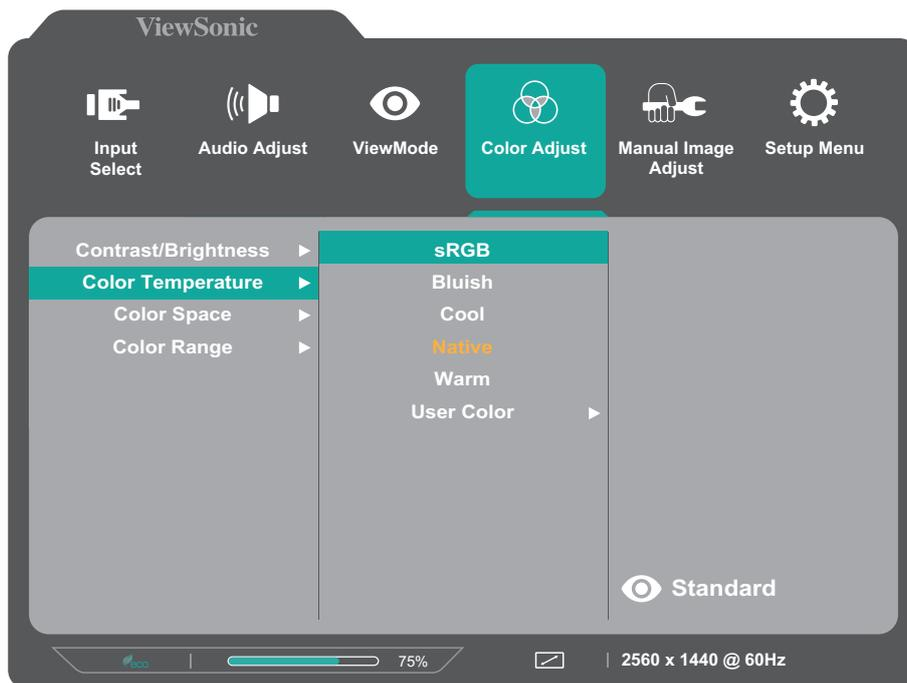 ViewSonic
Input
Select
Audio Adjust
ViewMode
Color Adjust
Manual Image
Adjust
Setup Menu
Contrast/Brightness
Color Temperature
Color Space
Color Range
sRGB
Bluish
Cool
Native
Warm
User Color
Standard
eco
75%
2560 x 1440 @ 60Hz